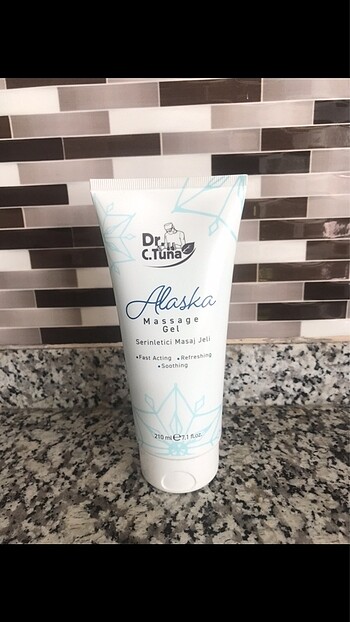 Dr.
C.Tuna
Alaska
Massage
Gel
Serinletici Masaj Jeli
•Fast Acting •Refreshing
•Soothing
210 ml ℮ 7.1 fl.oz.